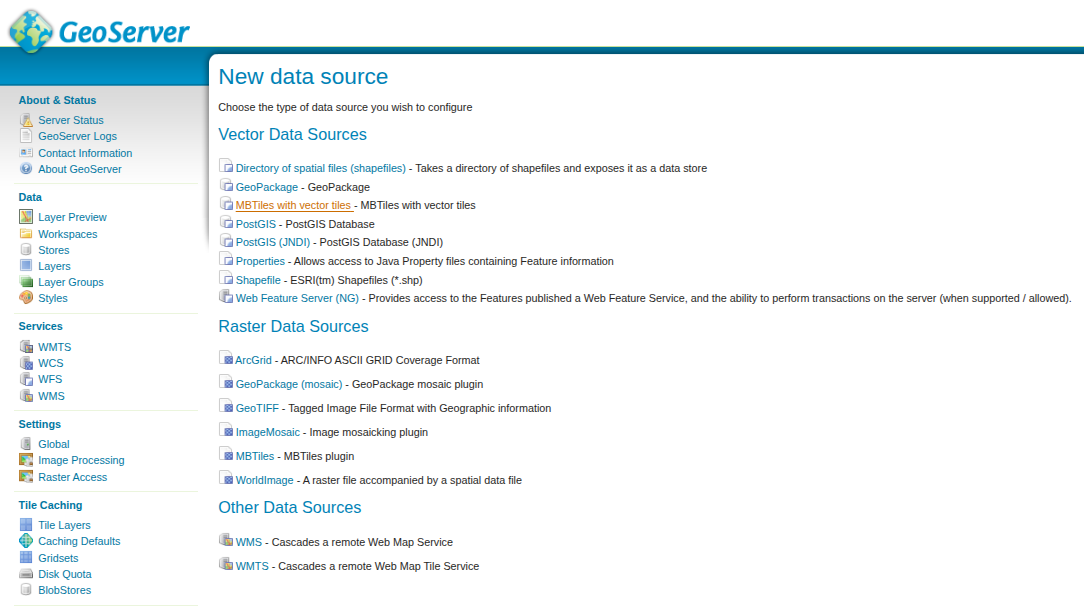 GeoServer
New data source
Choose the type of data source you wish to configure
About & Status
Server Status
GeoServer Logs
Contact Information
About GeoServer
Data
Layer Preview
Workspaces
Stores
Layers
Layer Groups
Styles
Services
WMTS
WCS
WFS
WMS
Settings
Global
Image Processing
Raster Access
Tile Caching
Tile Layers
Caching Defaults
Gridsets
Disk Quota
BlobStores
Vector Data Sources
Directory of spatial files (shapefiles) - Takes a directory of shapefiles and exposes it as a data store
GeoPackage - GeoPackage
MBTiles with vector tiles - MBTiles with vector tiles
PostGIS - PostGIS Database
PostGIS (JNDI) - PostGIS Database (JNDI)
Properties - Allows access to Java Property files containing Feature information
Shapefile - ESRI(tm) Shapefiles (*.shp)
Web Feature Server (NG) - Provides access to the Features published a Web Feature Service, and the ability to perform transactions on the server (when supported / allowed).
Raster Data Sources
ArcGrid - ARC/INFO ASCII GRID Coverage Format
GeoPackage (mosaic) - GeoPackage mosaic plugin
GeoTIFF - Tagged Image File Format with Geographic information
ImageMosaic - Image mosaicking plugin
MBTiles - MBTiles plugin
WorldImage - A raster file accompanied by a spatial data file
Other Data Sources
WMS - Cascades a remote Web Map Service
WMTS - Cascades a remote Web Map Tile Service